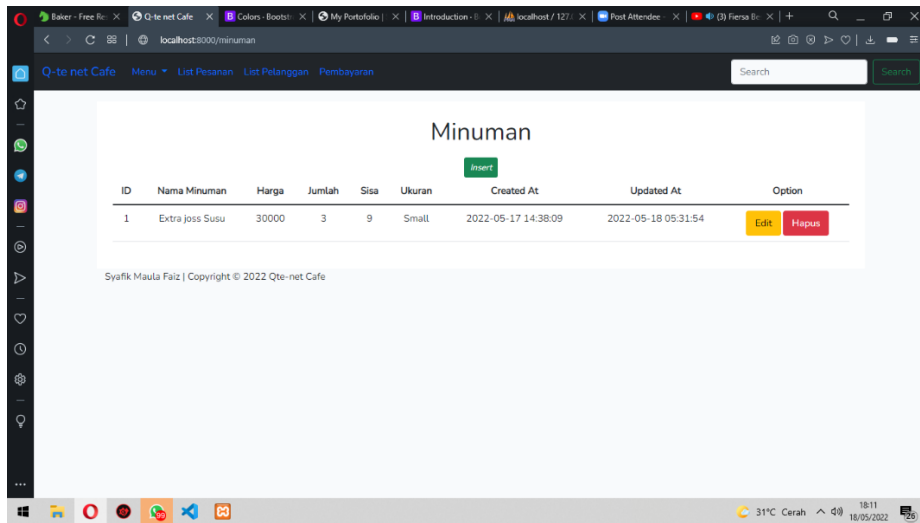 Baker - Free Re
Q-te net Cafe
Colors · Bootstr
My Portofolio |
Introduction · B
localhost / 127.
Post Attendee -
(3) Fiersa Be
localhost:8000/minuman
Q-te net Cafe Menu List Pesanan List Pelanggan Pembayaran Search Search
Minuman
Insert
ID Nama Minuman Harga Jumlah Sisa Ukuran Created At Updated At Option
1 Extra joss Susu 30000 3 9 Small 2022-05-17 14:38:09 2022-05-18 05:31:54 Edit Hapus
Syafik Maula Faiz | Copyright © 2022 Qte-net Cafe
31°C Cerah
18:11
18/05/2022